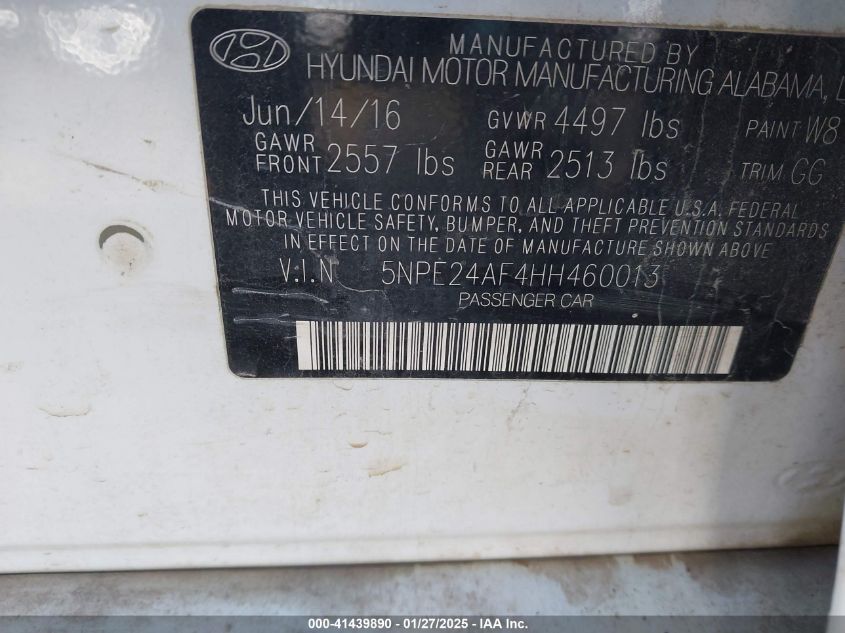 MANUFACTURED BY
HYUNDAI MOTOR MANUFACTURING ALABAMA,
Jun/14/16 GVWR 4497 lbs PAINT W8
GAWR FRONT 2557 lbs GAWR REAR 2513 lbs TRIM GG
THIS VEHICLE CONFORMS TO ALL APPLICABLE U.S.A. FEDERAL
MOTOR VEHICLE SAFETY, BUMPER, AND THEFT PREVENTION STANDARDS
IN EFFECT ON THE DATE OF MANUFACTURE SHOWN ABOVE
V.I.N 5NPE24AF4HH460013
PASSENGER CAR
000-41439890 - 01/27/2025 - IAA Inc.